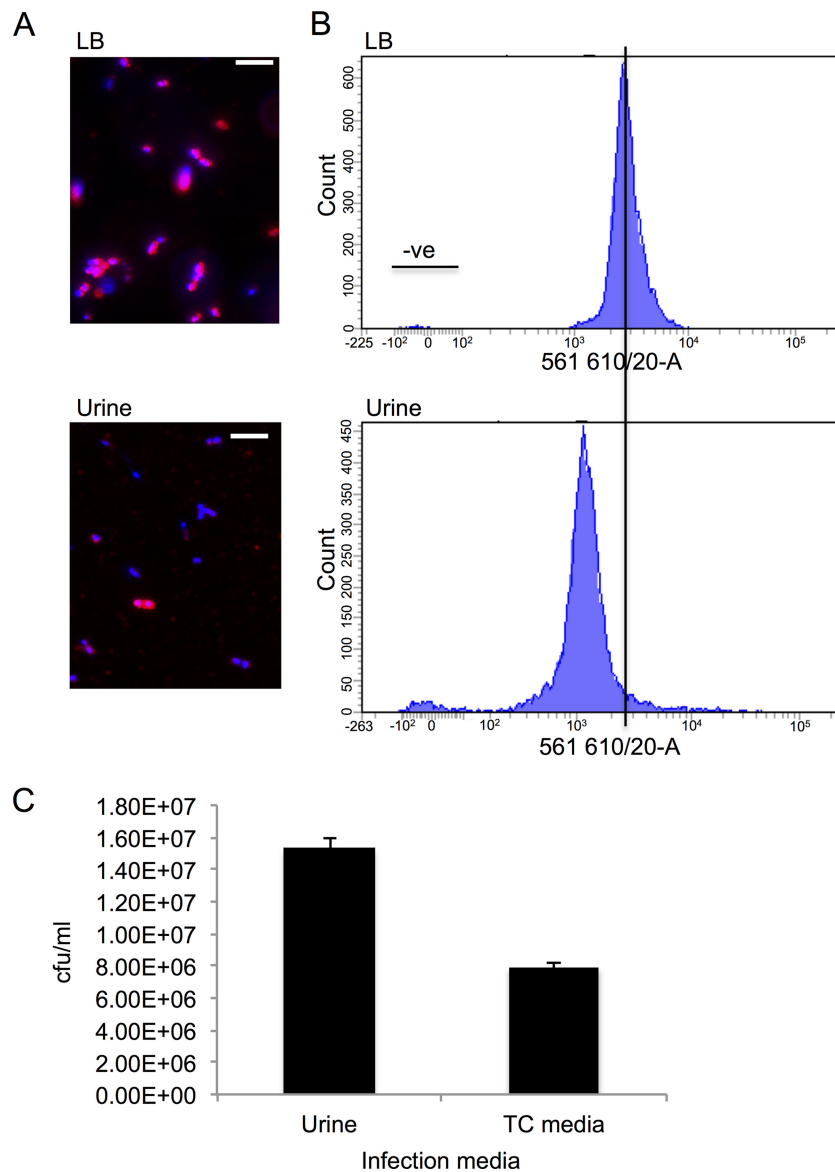 A
LB
Urine
B
LB
Count
600
500
400
300
200
100
0
-ve
-225 -10² 0 10² 10³ 10⁴ 10⁵
561 610/20-A
Urine
Count
450
400
350
300
250
200
150
100
50
0
-263 -10² 0 10² 10³ 10⁴ 10⁵
561 610/20-A
C
cfu/ml
1.80E+07
1.60E+07
1.40E+07
1.20E+07
1.00E+07
8.00E+06
6.00E+06
4.00E+06
2.00E+06
0.00E+00
Urine TC media
Infection media